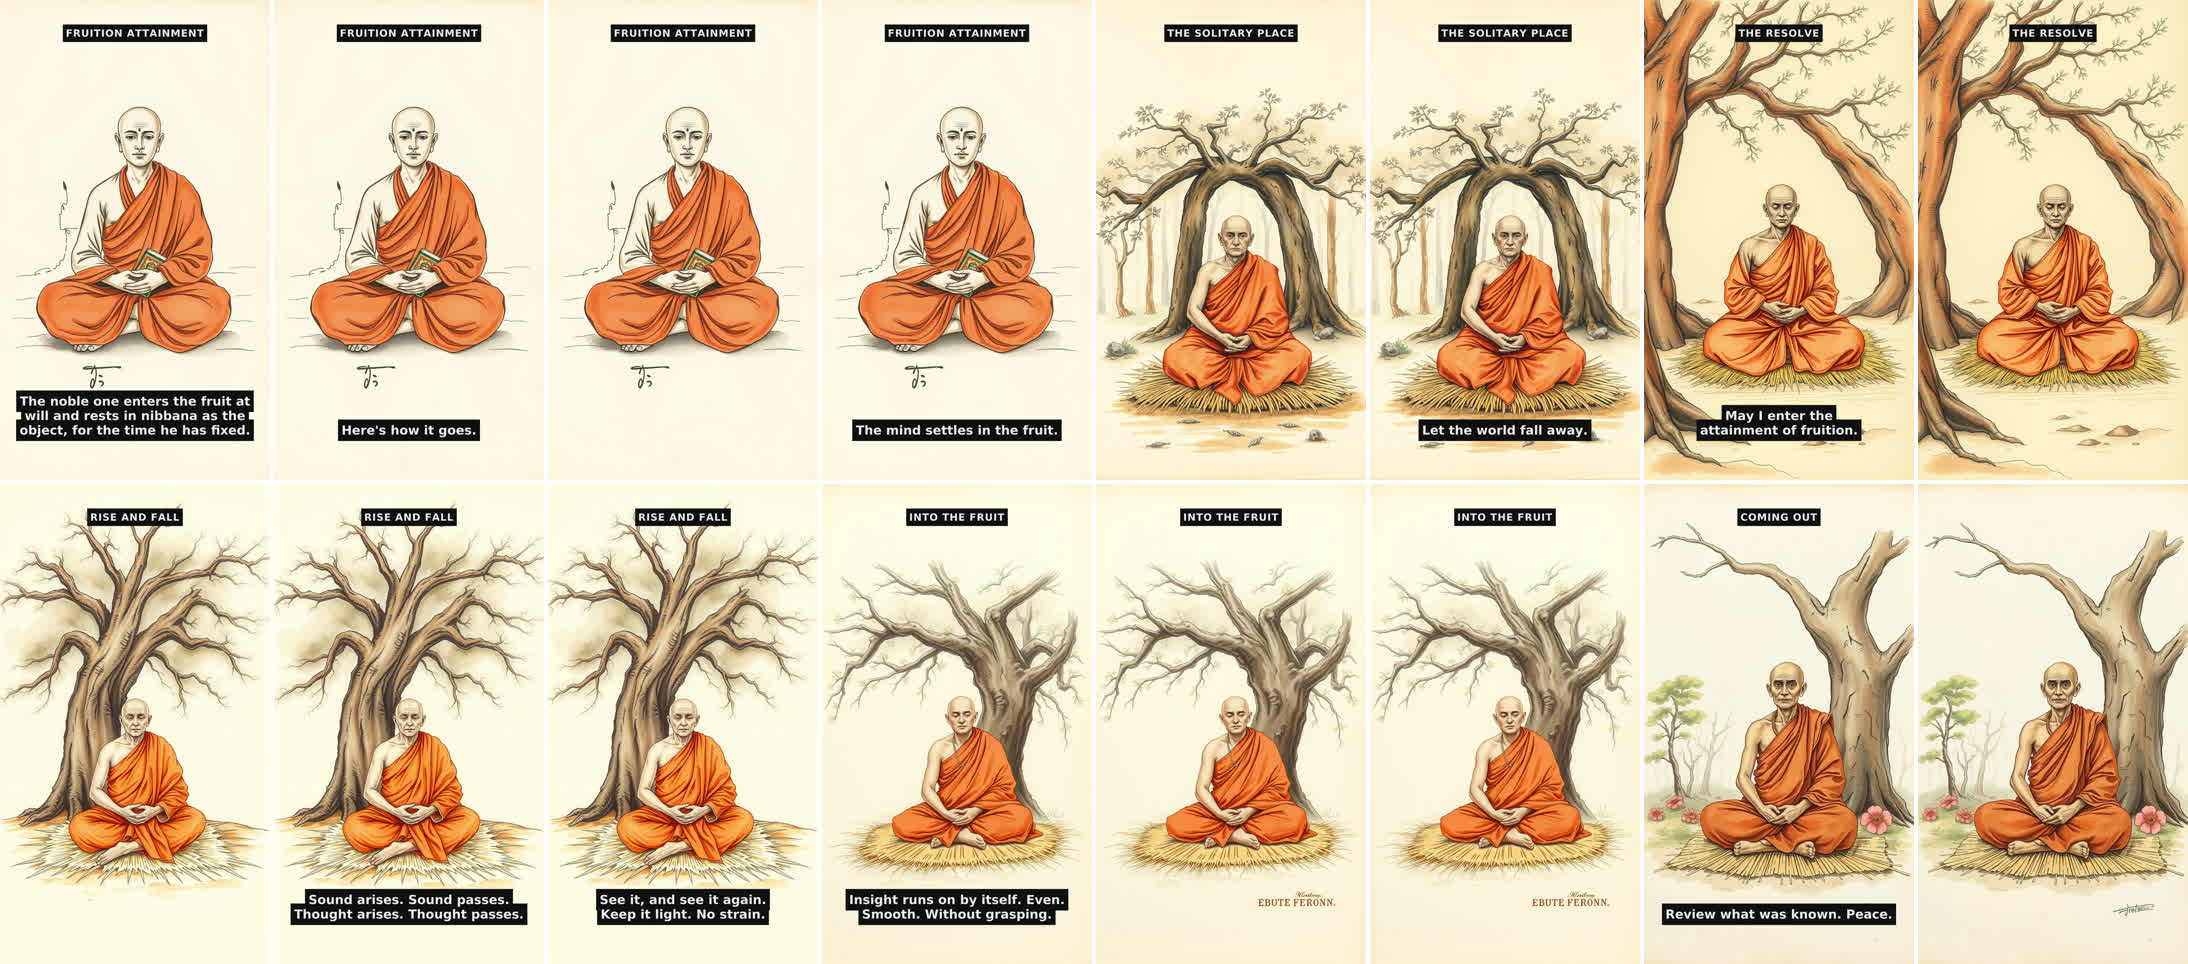 FRUITION ATTAINMENT
The noble one enters the fruit at
will and rests in nibbana as the
object, for the time he has fixed.
FRUITION ATTAINMENT
Here's how it goes.
FRUITION ATTAINMENT
FRUITION ATTAINMENT
The mind settles in the fruit.
THE SOLITARY PLACE
THE SOLITARY PLACE
Let the world fall away.
THE RESOLVE
May I enter the
attainment of fruition.
THE RESOLVE
RISE AND FALL
RISE AND FALL
Sound arises. Sound passes.
Thought arises. Thought passes.
RISE AND FALL
See it, and see it again.
Keep it light. No strain.
INTO THE FRUIT
Insight runs on by itself. Even.
Smooth. Without grasping.
INTO THE FRUIT
EBUTE FERONN.
INTO THE FRUIT
EBUTE FERONN.
COMING OUT
Review what was known. Peace.